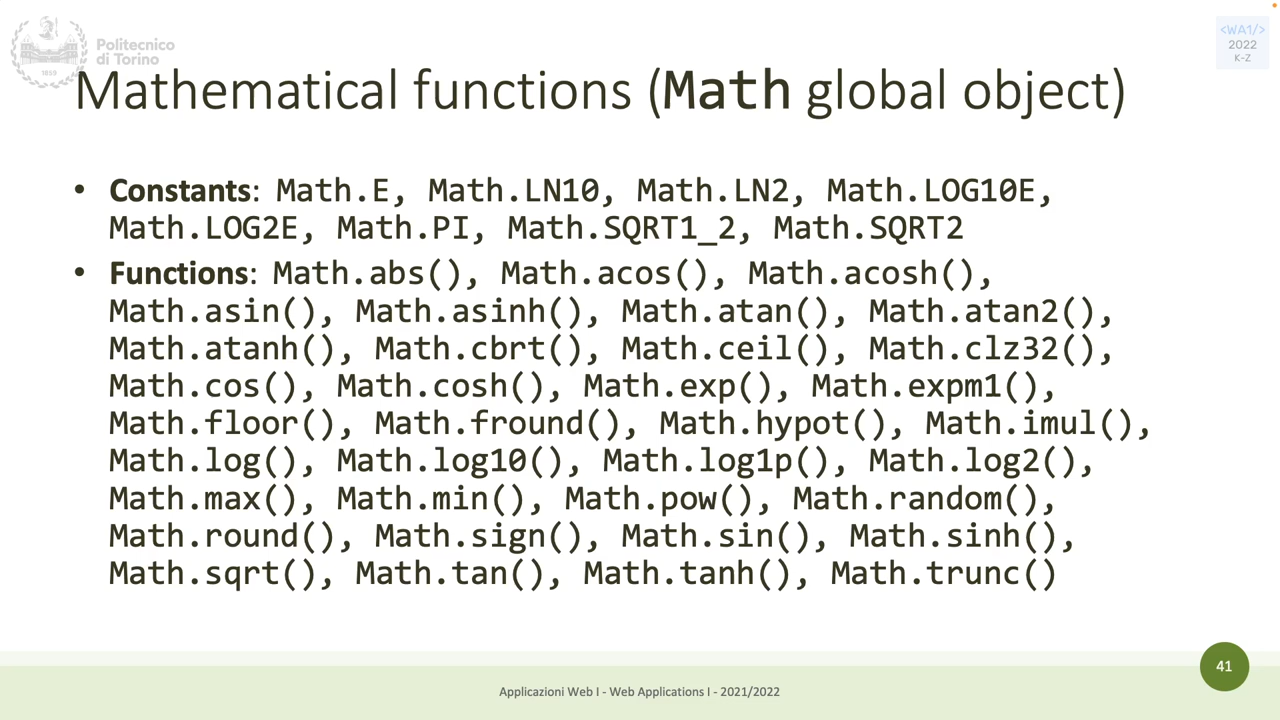 Politecnico
di Torino
1859
<WA1/>
2022
K-Z
Mathematical functions (Math global object)
• Constants: Math.E, Math.LN10, Math.LN2, Math.LOG10E,
Math.LOG2E, Math.PI, Math.SQRT1_2, Math.SQRT2
• Functions: Math.abs(), Math.acos(), Math.acosh(),
Math.asin(), Math.asinh(), Math.atan(), Math.atan2(),
Math.atanh(), Math.cbrt(), Math.ceil(), Math.clz32(),
Math.cos(), Math.cosh(), Math.exp(), Math.expm1(),
Math.floor(), Math.fround(), Math.hypot(), Math.imul(),
Math.log(), Math.log10(), Math.log1p(), Math.log2(),
Math.max(), Math.min(), Math.pow(), Math.random(),
Math.round(), Math.sign(), Math.sin(), Math.sinh(),
Math.sqrt(), Math.tan(), Math.tanh(), Math.trunc()
41
Applicazioni Web I - Web Applications I - 2021/2022